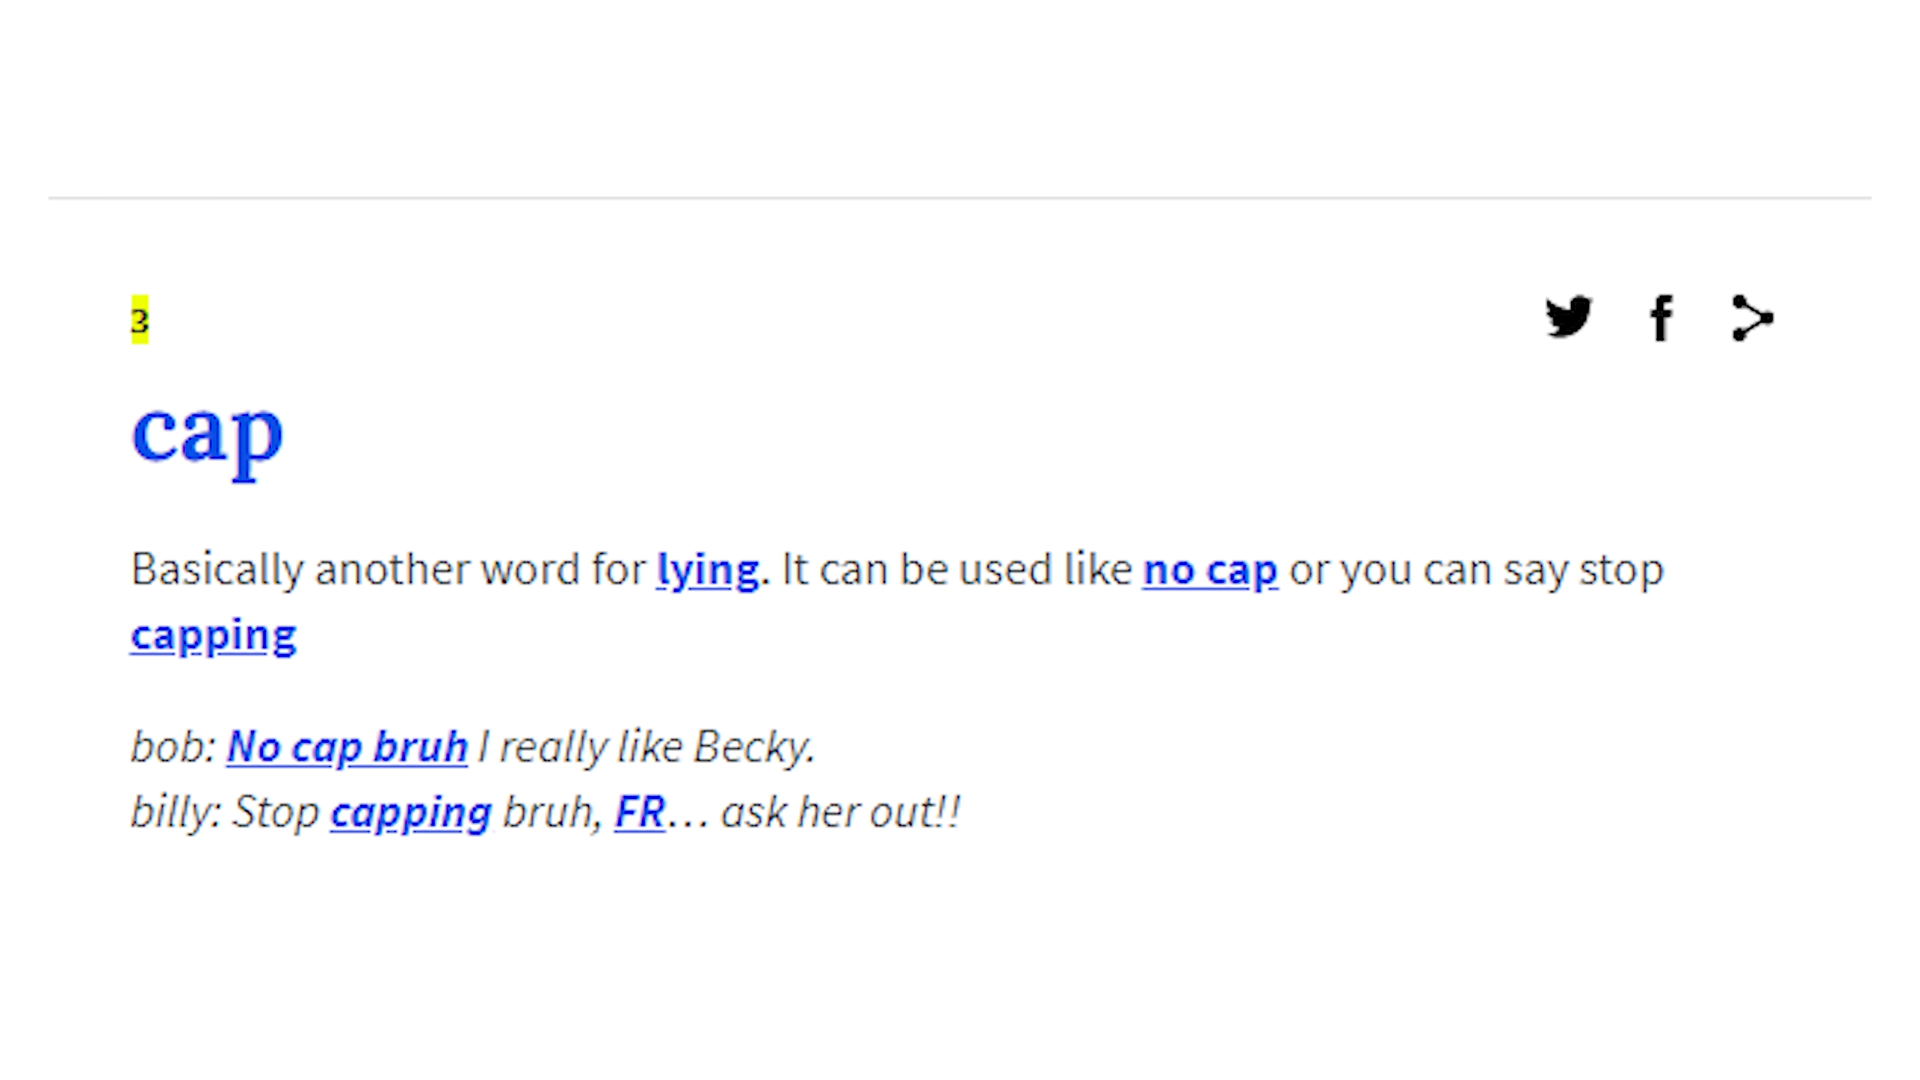 3
cap
Basically another word for lying. It can be used like no cap or you can say stop
capping
bob: No cap bruh I really like Becky.
billy: Stop capping bruh, FR... ask her out!!